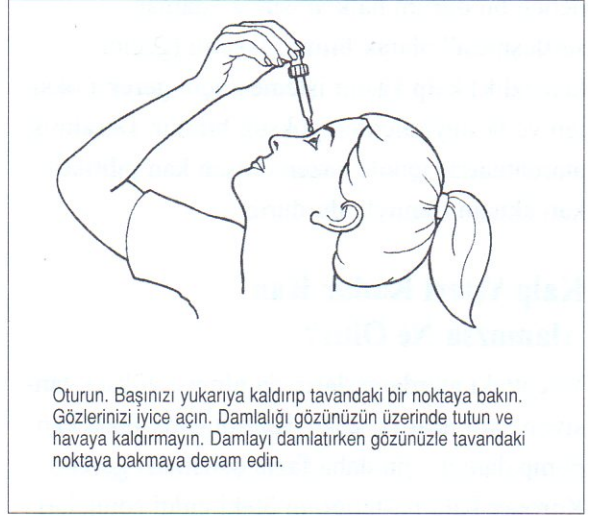 Oturun. Başınızı yukarıya kaldırıp tavandaki bir noktaya bakın.
Gözlerinizi iyice açın. Damlalığı gözünüzün üzerinde tutun ve
havaya kaldırmayın. Damlayı damlatırken gözünüzle tavandaki
noktaya bakmaya devam edin.